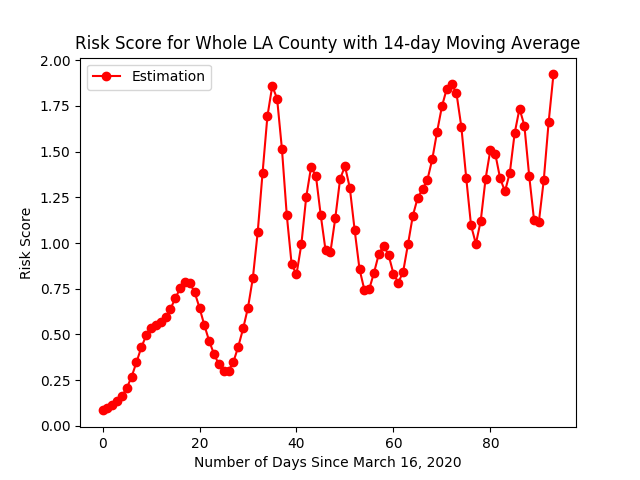 Risk Score for Whole LA County with 14-day Moving Average
Estimation
2.00
1.75
1.50
1.25
1.00
0.75
0.50
0.25
0.00
Risk Score
0 20 40 60 80
Number of Days Since March 16, 2020